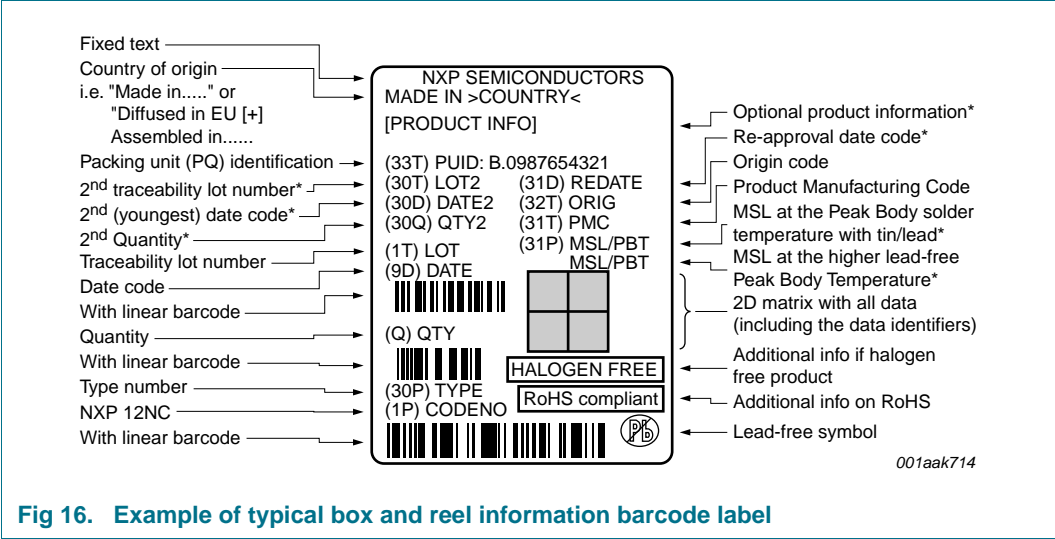 Fixed text
Country of origin
i.e. "Made in....." or
"Diffused in EU [+]
Assembled in......
Packing unit (PQ) identification
2nd traceability lot number*
2nd (youngest) date code*
2nd Quantity*
Traceability lot number
Date code
With linear barcode
Quantity
With linear barcode
Type number
NXP 12NC
With linear barcode
NXP SEMICONDUCTORS
MADE IN >COUNTRY<
[PRODUCT INFO]
(33T) PUID: B.0987654321
(30T) LOT2 (31D) REDATE
(30D) DATE2 (32T) ORIG
(30Q) QTY2 (31T) PMC
(31P) MSL/PBT
(1T) LOT MSL/PBT
(9D) DATE
(Q) QTY
HALOGEN FREE
(30P) TYPE
RoHS compliant
(1P) CODENO
Pb
Optional product information*
Re-approval date code*
Origin code
Product Manufacturing Code
MSL at the Peak Body solder
temperature with tin/lead*
MSL at the higher lead-free
Peak Body Temperature*
2D matrix with all data
(including the data identifiers)
Additional info if halogen
free product
Additional info on RoHS
Lead-free symbol
001aak714
Fig 16. Example of typical box and reel information barcode label